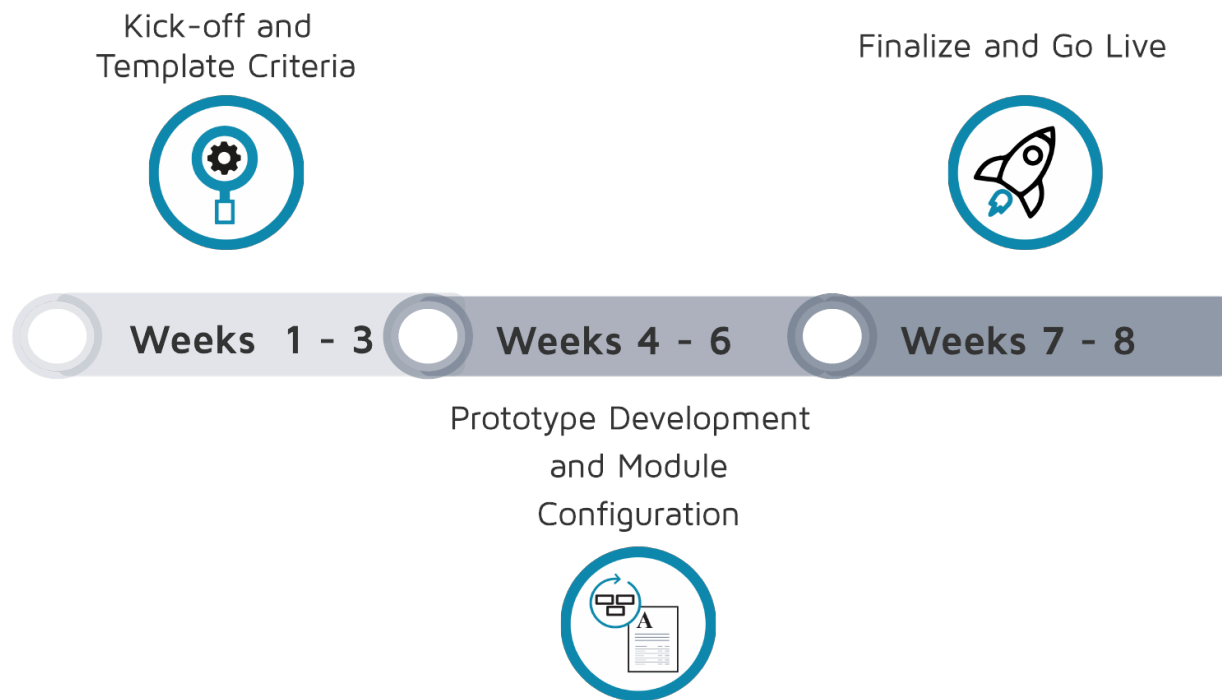 Kick-off and
Template Criteria
Finalize and Go Live
Weeks 1 - 3
Weeks 4 - 6
Weeks 7 - 8
Prototype Development
and Module
Configuration
A